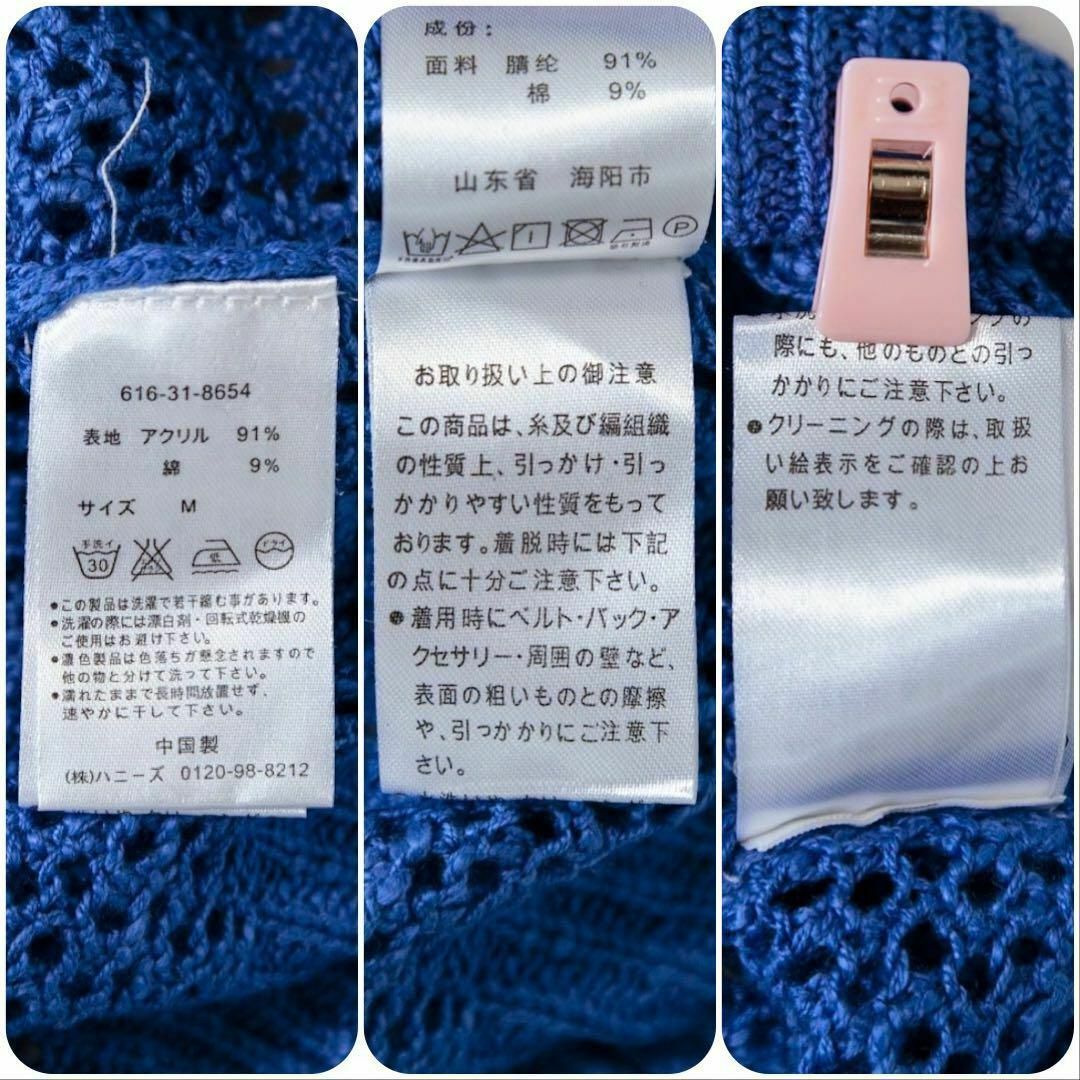 616-31-8654
表地 アクリル 91%
綿 9%
サイズ M
手洗イ
30
低
ドライ
●この製品は洗濯で若干縮む事があります。
●洗濯の際には漂白剤・回転式乾燥機の
ご使用はお避け下さい。
●濃色製品は色落ちが懸念されますので
他の物と分けて洗って下さい。
●濡れたままで長時間放置せず、
速やかに干して下さい。
中国製
(株)ハニーズ 0120-98-8212
成份:
面料 腈纶 91%
棉 9%
山东省 海阳市
P
お取り扱い上の御注意
この商品は、糸及び編組織
の性質上、引っかけ・引っ
かかりやすい性質をもって
おります。着脱時には下記
の点に十分ご注意下さい。
●着用時にベルト・バック・ア
クセサリー・周囲の壁など、
表面の粗いものとの摩擦
や、引っかかりにご注意下
さい。
際にも、他のものとの引っ
かかりにご注意下さい。
●クリーニングの際は、取扱
い絵表示をご確認の上お
願い致します。